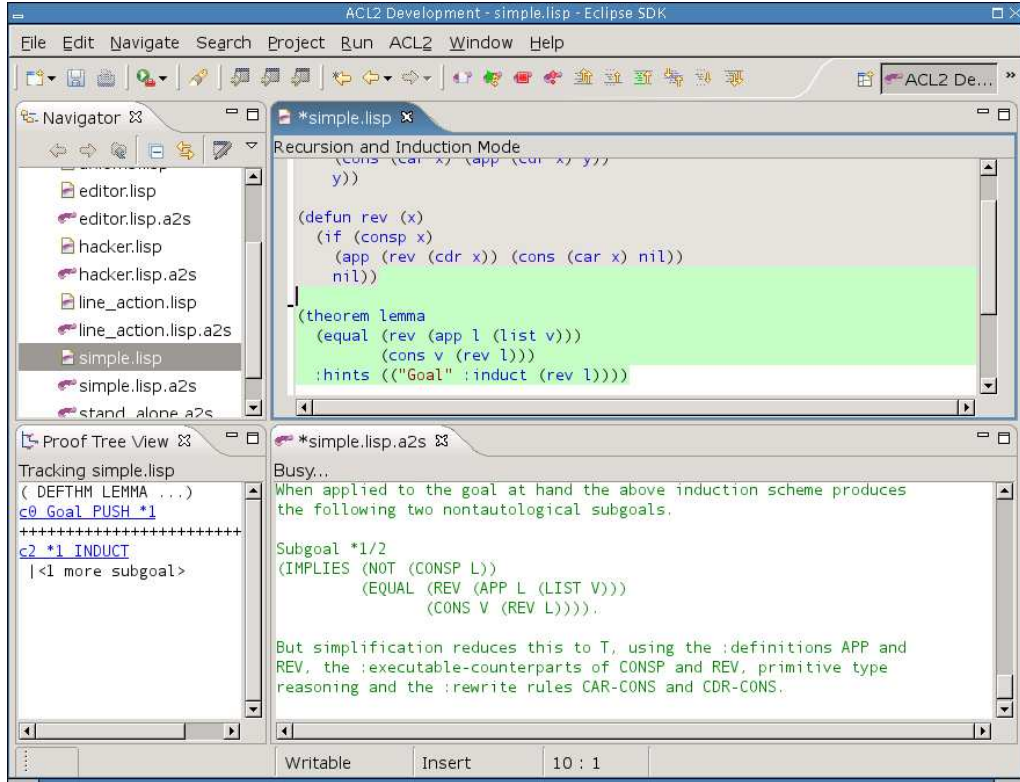 ACL2 Development - simple.lisp - Eclipse SDK
File Edit Navigate Search Project Run ACL2 Window Help
ACL2 De... »
Navigator
editor.lisp
editor.lisp.a2s
hacker.lisp
hacker.lisp.a2s
line_action.lisp
line_action.lisp.a2s
simple.lisp
simple.lisp.a2s
stand_alone.a2s
*simple.lisp
Recursion and Induction Mode
(cons (car x) (app (cdr x) y))
y))
(defun rev (x)
(if (consp x)
(app (rev (cdr x)) (cons (car x) nil))
nil))
(theorem lemma
(equal (rev (app l (list v)))
(cons v (rev l)))
:hints (("Goal" :induct (rev l))))
Proof Tree View
Tracking simple.lisp
( DEFTHM LEMMA ...)
c0 Goal PUSH *1
++++++++++++++++++++++++
c2 *1 INDUCT
|<1 more subgoal>
*simple.lisp.a2s
Busy...
When applied to the goal at hand the above induction scheme produces
the following two nontautological subgoals.
Subgoal *1/2
(IMPLIES (NOT (CONSP L))
(EQUAL (REV (APP L (LIST V)))
(CONS V (REV L)))).
But simplification reduces this to T, using the :definitions APP and
REV, the :executable-counterparts of CONSP and REV, primitive type
reasoning and the :rewrite rules CAR-CONS and CDR-CONS.
Writable Insert 10 : 1